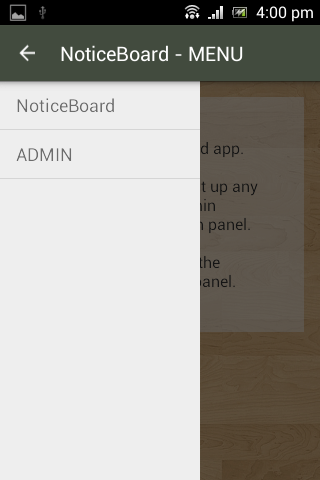 4:00 pm
NoticeBoard - MENU
NoticeBoard
ADMIN
d app.
t up any
in
panel.
the
panel.